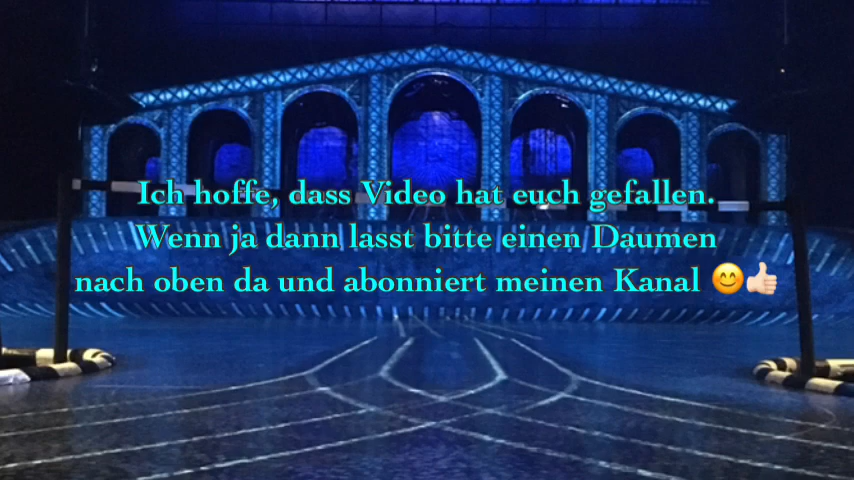 Ich hoffe, dass Video hat euch gefallen.
Wenn ja dann lasst bitte einen Daumen
nach oben da und abonniert meinen Kanal 😊👍🏻